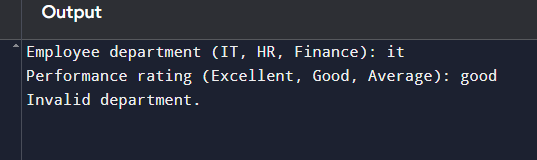 Output
Employee department (IT, HR, Finance): it
Performance rating (Excellent, Good, Average): good
Invalid department.